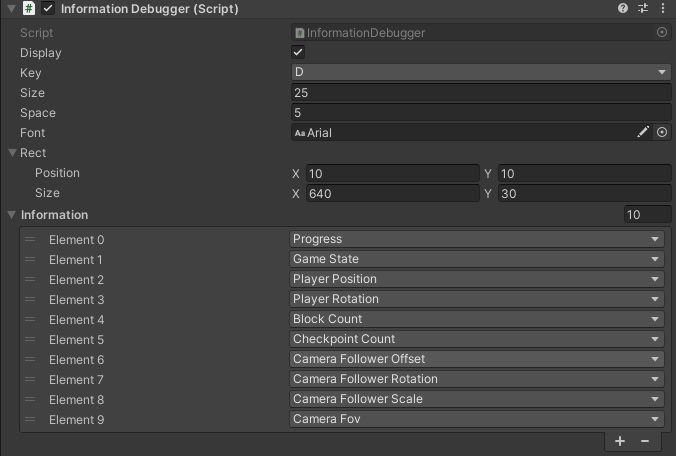 Information Debugger (Script)
Script InformationDebugger
Display
Key D
Size 25
Space 5
Font Aa Arial
Rect
Position X 10 Y 10
Size X 640 Y 30
Information 10
Element 0 Progress
Element 1 Game State
Element 2 Player Position
Element 3 Player Rotation
Element 4 Block Count
Element 5 Checkpoint Count
Element 6 Camera Follower Offset
Element 7 Camera Follower Rotation
Element 8 Camera Follower Scale
Element 9 Camera Fov